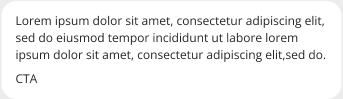 Lorem ipsum dolor sit amet, consectetur adipiscing elit,
sed do eiusmod tempor incididunt ut labore lorem
ipsum dolor sit amet, consectetur adipiscing elit,sed do.
CTA